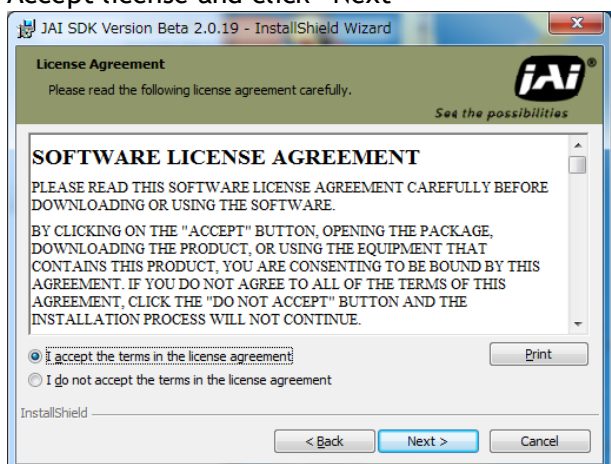 Accept license and click "Next"
JAI SDK Version Beta 2.0.19 - InstallShield Wizard
License Agreement
Please read the following license agreement carefully.
JAi®
See the possibilities
SOFTWARE LICENSE AGREEMENT
PLEASE READ THIS SOFTWARE LICENSE AGREEMENT CAREFULLY BEFORE
DOWNLOADING OR USING THE SOFTWARE.
BY CLICKING ON THE "ACCEPT" BUTTON, OPENING THE PACKAGE,
DOWNLOADING THE PRODUCT, OR USING THE EQUIPMENT THAT
CONTAINS THIS PRODUCT, YOU ARE CONSENTING TO BE BOUND BY THIS
AGREEMENT. IF YOU DO NOT AGREE TO ALL OF THE TERMS OF THIS
AGREEMENT, CLICK THE "DO NOT ACCEPT" BUTTON AND THE
INSTALLATION PROCESS WILL NOT CONTINUE.
I accept the terms in the license agreement
Print
I do not accept the terms in the license agreement
InstallShield
< Back
Next >
Cancel